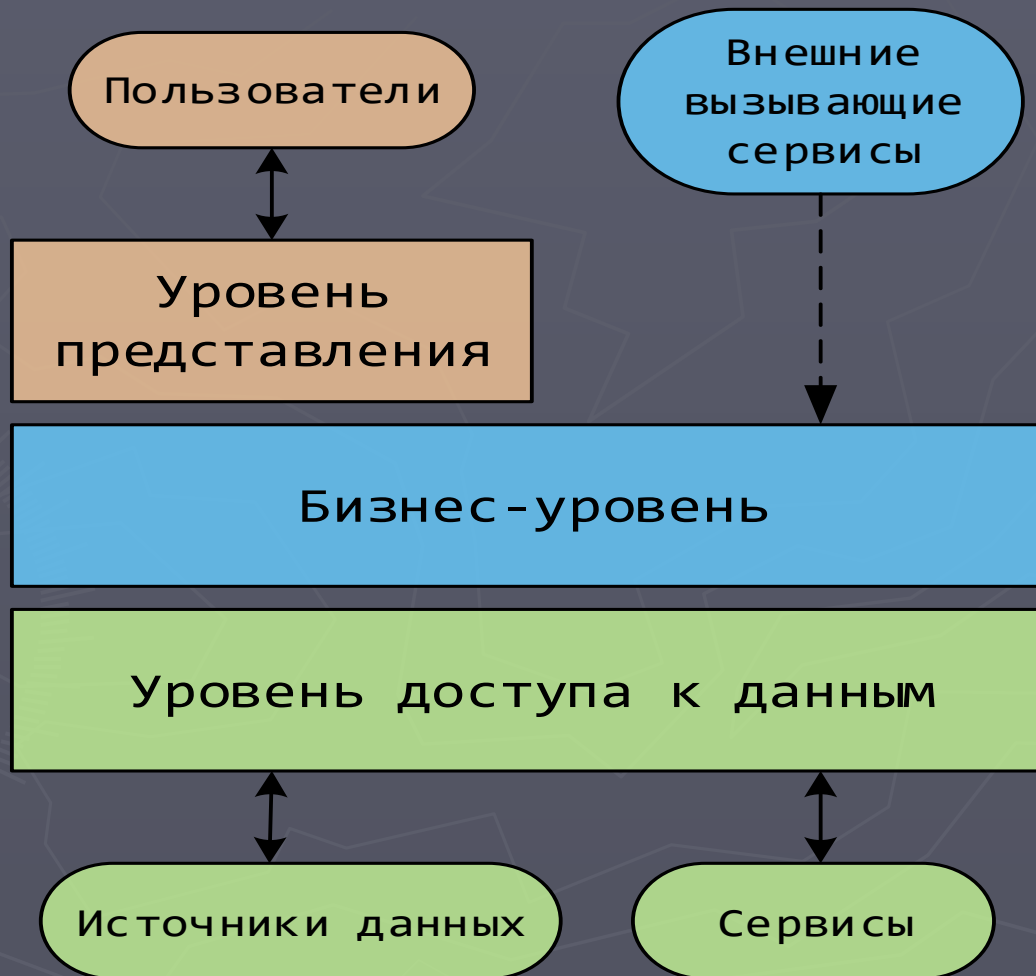 Пользователи
Внешние
вызывающие
сервисы
Уровень
представления
Бизнес-уровень
Уровень доступа к данным
Источники данных
Сервисы